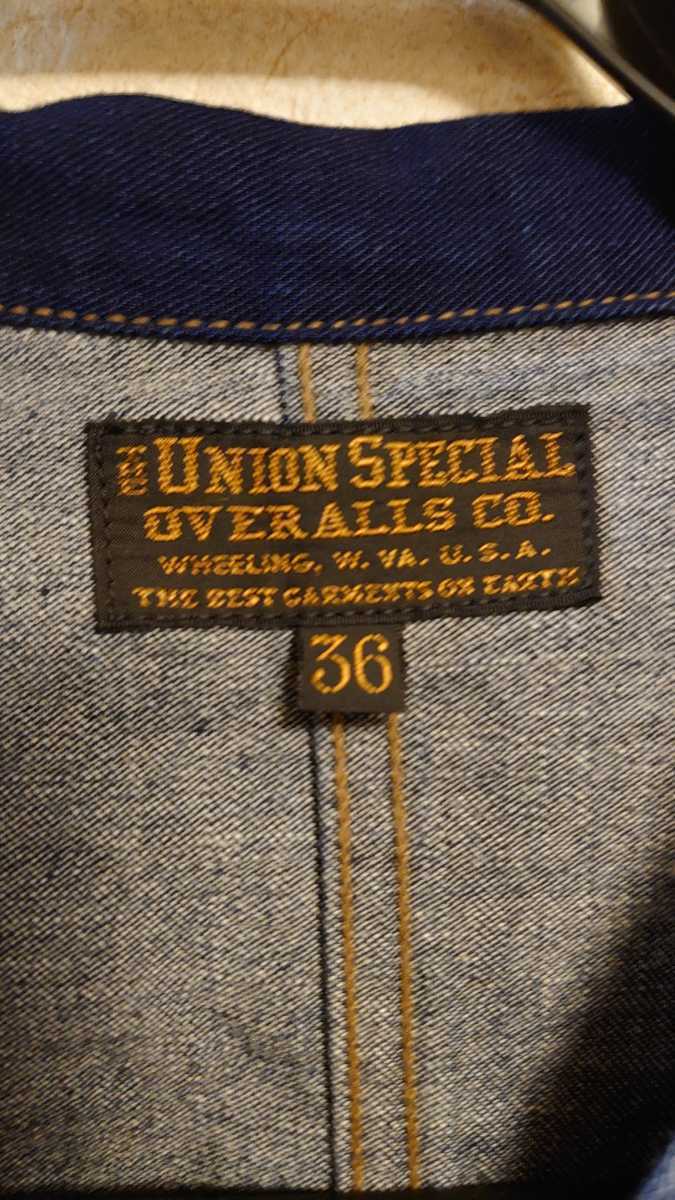 THE UNION SPECIAL
OVERALLS CO.
WHEELING, W. VA. U. S. A.
THE BEST GARMENTS ON EARTH
36